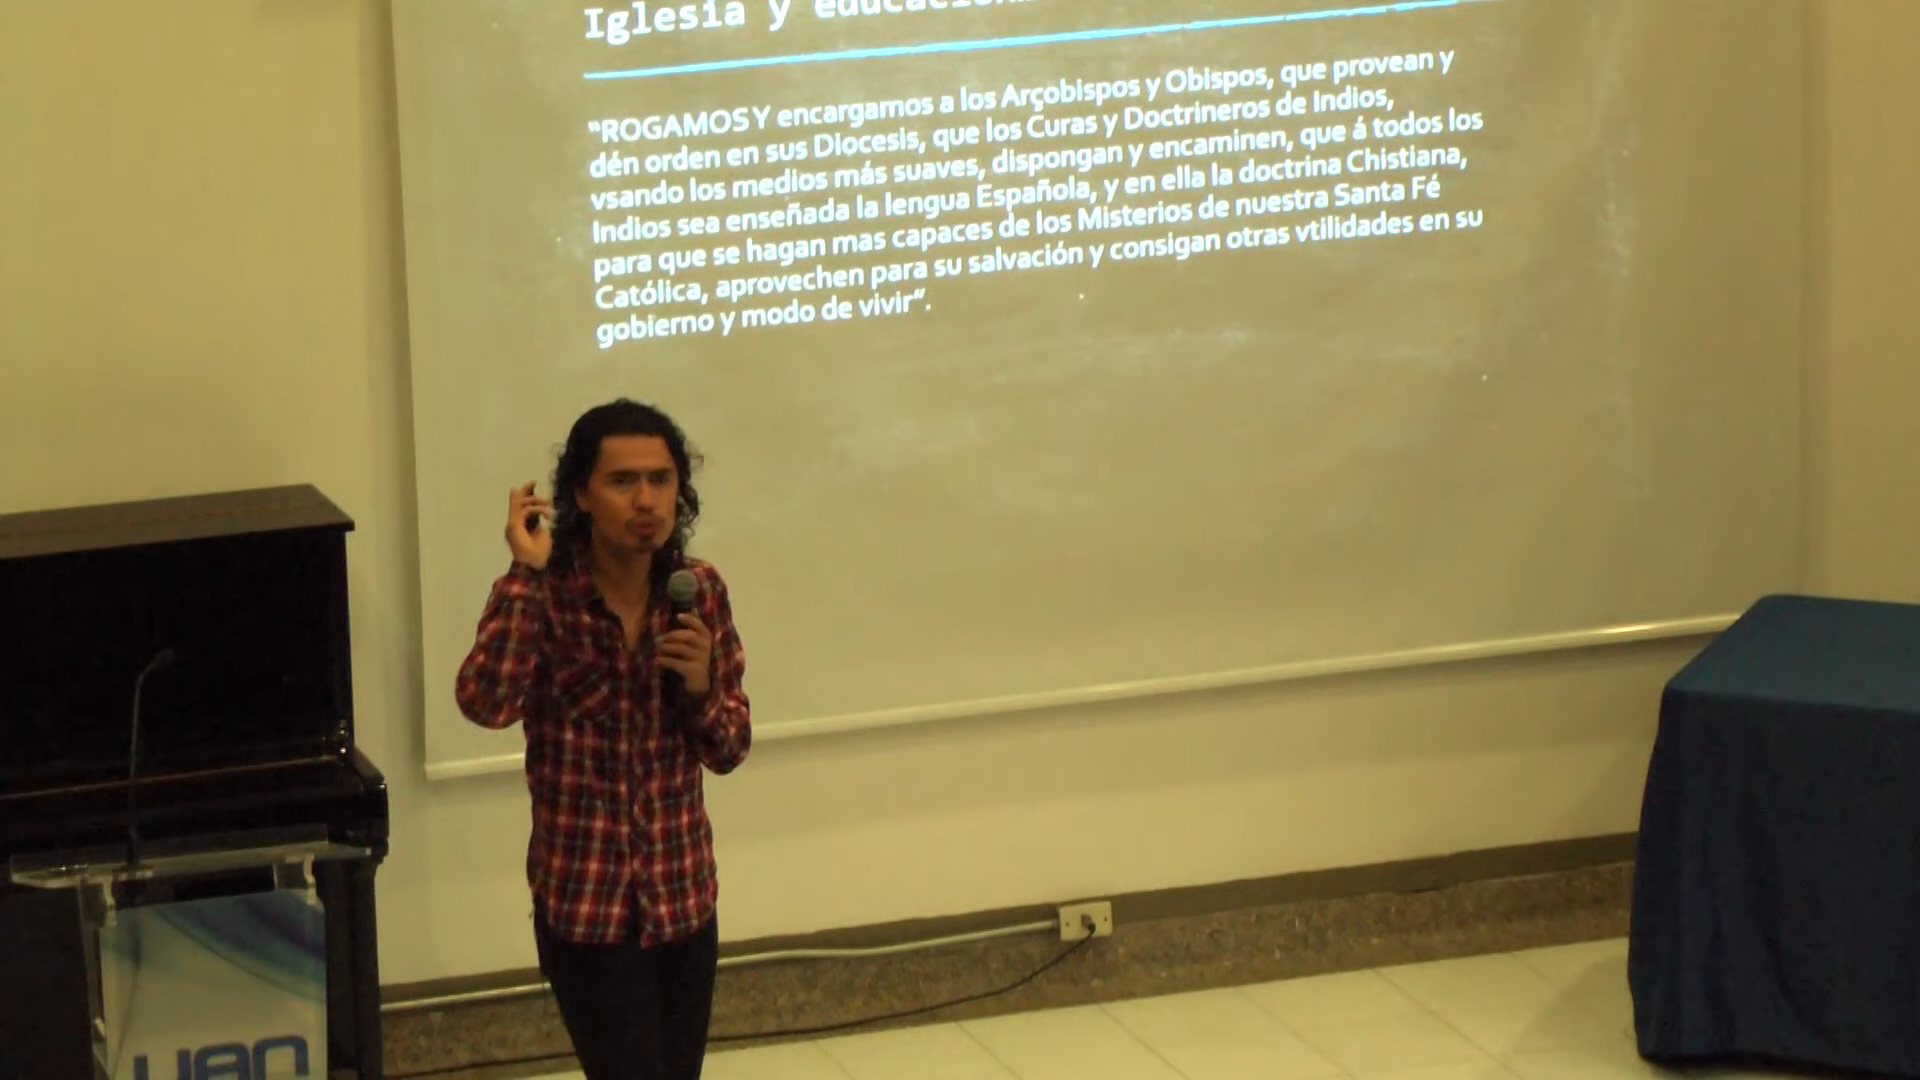 Iglesia y educación
"ROGAMOS Y encargamos a los Arçobispos y Obispos, que provean y
dén orden en sus Diocesis, que los Curas y Doctrineros de Indios,
vsando los medios más suaves, dispongan y encaminen, que á todos los
Indios sea enseñada la lengua Española, y en ella la doctrina Chistiana,
para que se hagan mas capaces de los Misterios de nuestra Santa Fé
Católica, aprovechen para su salvación y consigan otras vtilidades en su
gobierno y modo de vivir".
UAN